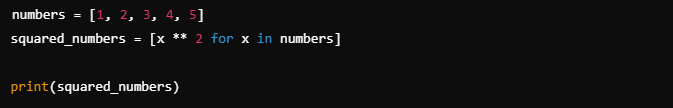 numbers = [1, 2, 3, 4, 5]
squared_numbers = [x ** 2 for x in numbers]
print(squared_numbers)